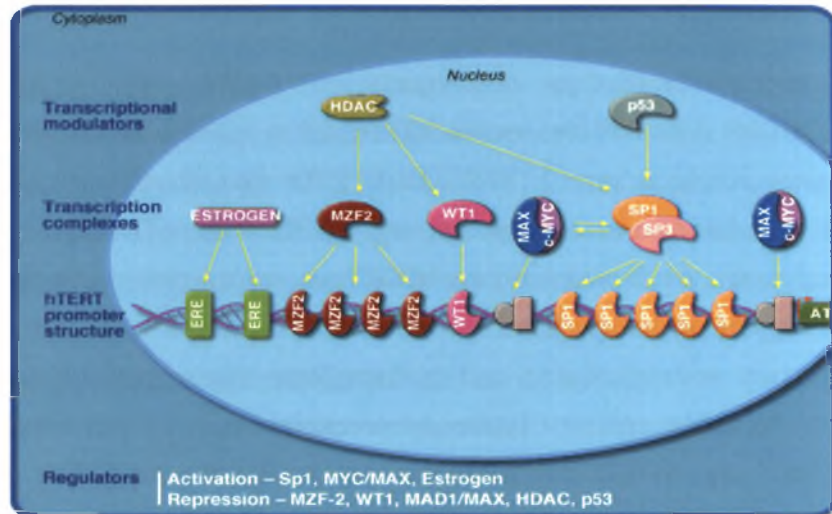 Cytoplasm
Nucleus
Transcriptional
modulators
HDAC
p53
Transcription
complexes
ESTROGEN
MZF2
WT1
MAX
c-MYC
SP1
SP3
MAX
c-MYC
hTERT
promoter
structure
ERE
ERE
MZF2
MZF2
MZF2
MZF2
WT1
SP1
SP1
SP1
SP1
SP1
AT
Regulators
Activation – Sp1, MYC/MAX, Estrogen
Repression – MZF-2, WT1, MAD1/MAX, HDAC, p53